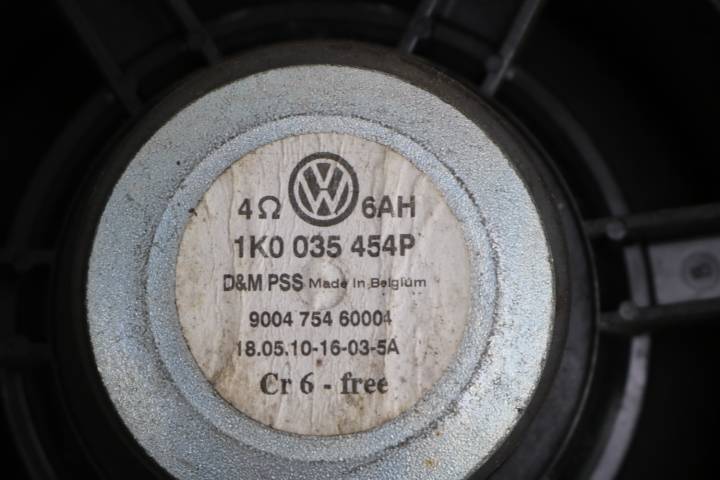 4Ω VW 6AH
1K0 035 454P
D&M PSS Made in Belgium
9004 754 60004
18.05.10-16-03-5A
Cr 6 - free